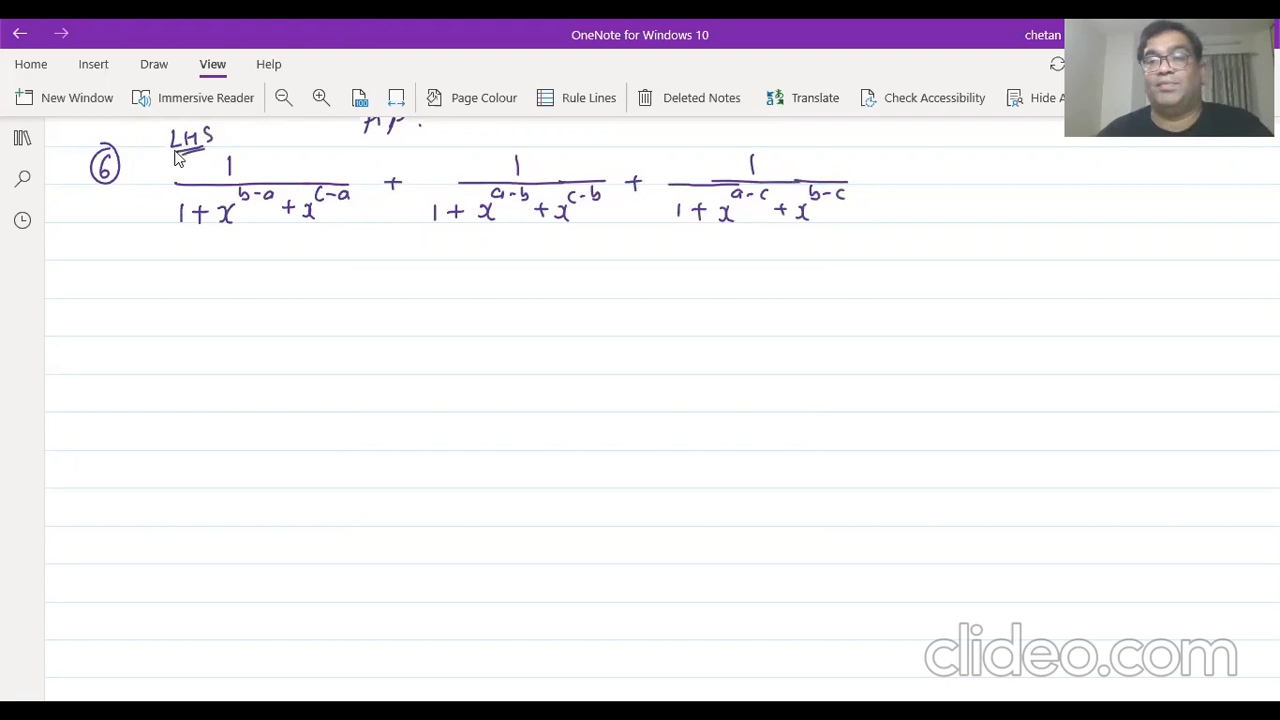 OneNote for Windows 10
chetan
Home Insert Draw View Help
New Window Immersive Reader Page Colour Rule Lines Deleted Notes Translate Check Accessibility Hide A
LHS
⑥ 1/(1+x^(b-a)+x^(c-a)) + 1/(1+x^(a-b)+x^(c-b)) + 1/(1+x^(a-c)+x^(b-c))
clideo.com